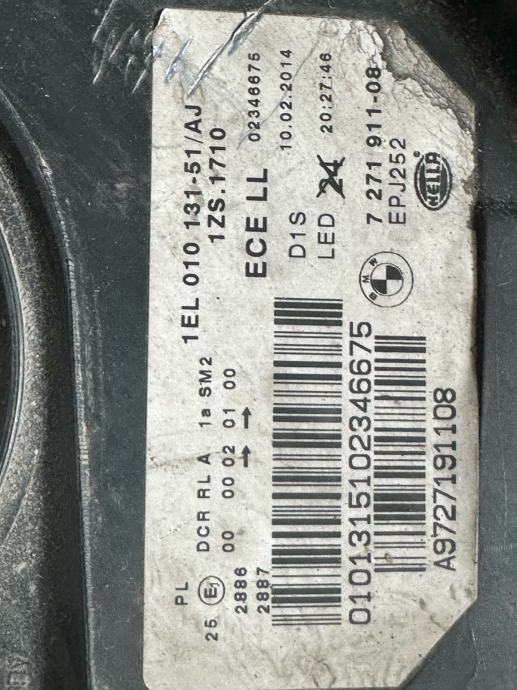 1EL 010 131-51/AJ
1ZS.1710
ECE LL 02346675
D1S 10.02.2014
LED 24 20:27:46
7 271 911-08
EPJ252
HELLA
BMW
PL DCR RL A 1a SM2
25 E1 00 00 02 01 00
→ →
2886
2887
0101315102346675
A9727191108